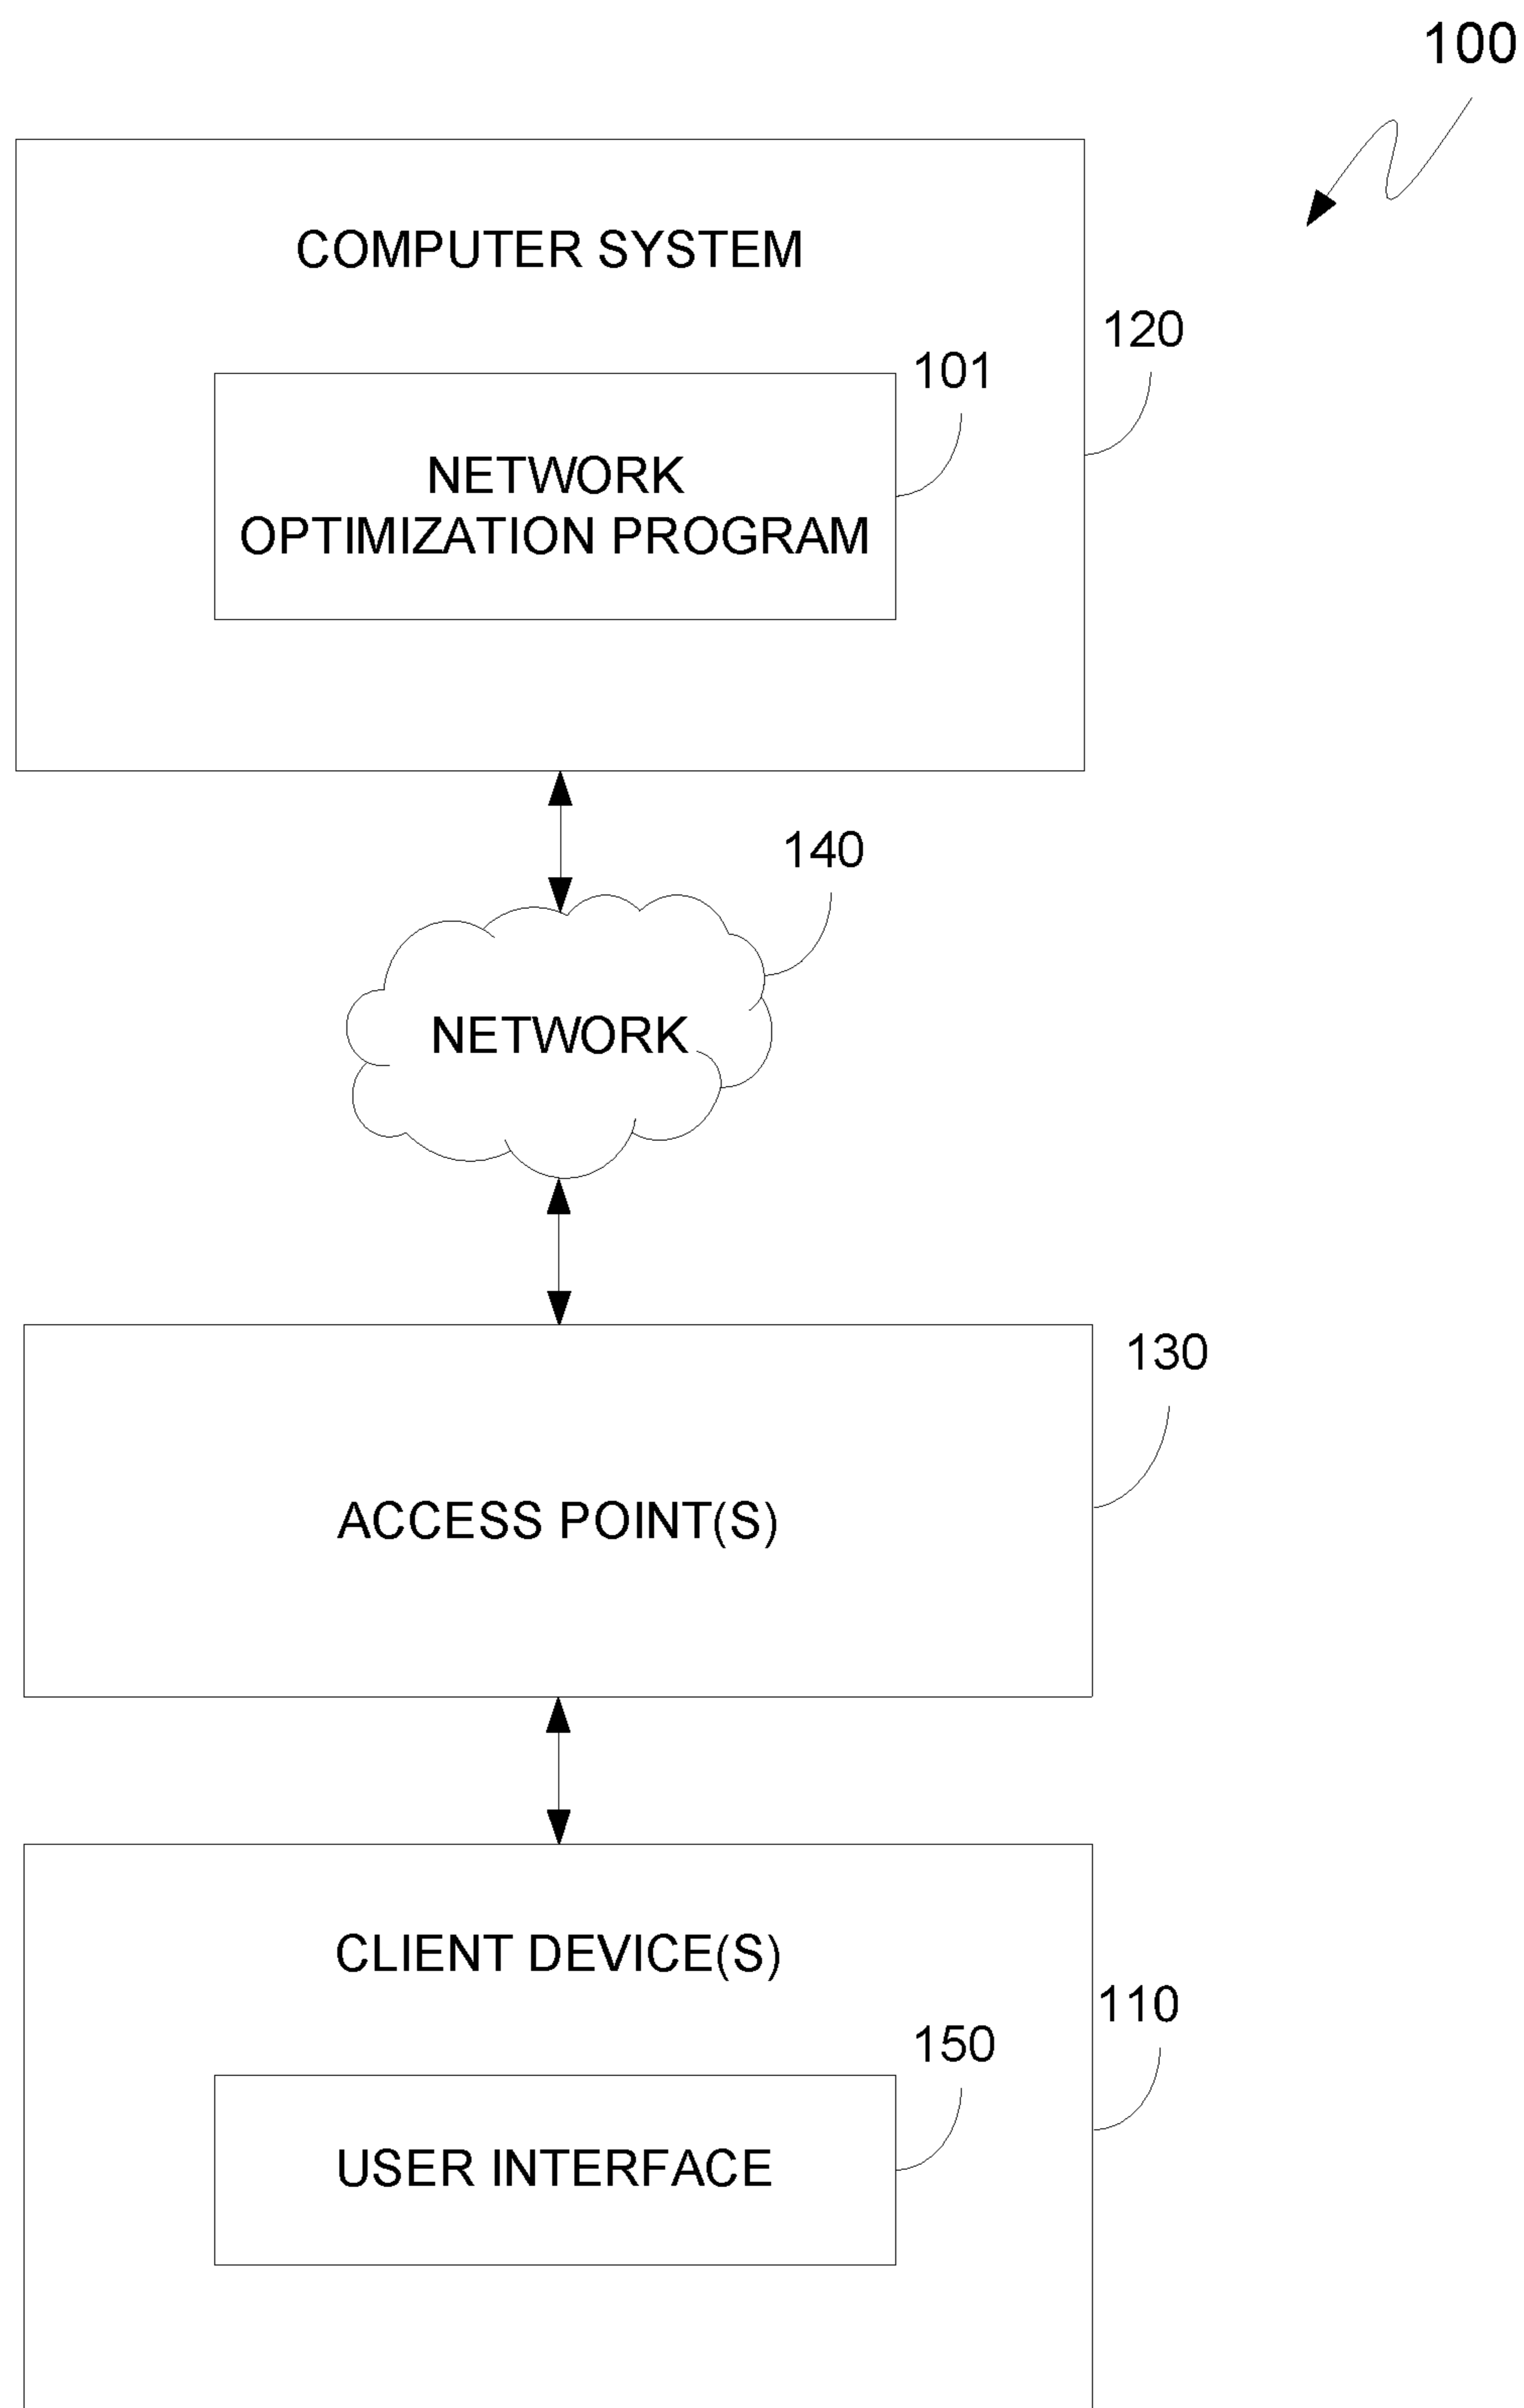 100
COMPUTER SYSTEM
120
101
NETWORK
OPTIMIZATION PROGRAM
140
NETWORK
130
ACCESS POINT(S)
CLIENT DEVICE(S)
110
150
USER INTERFACE